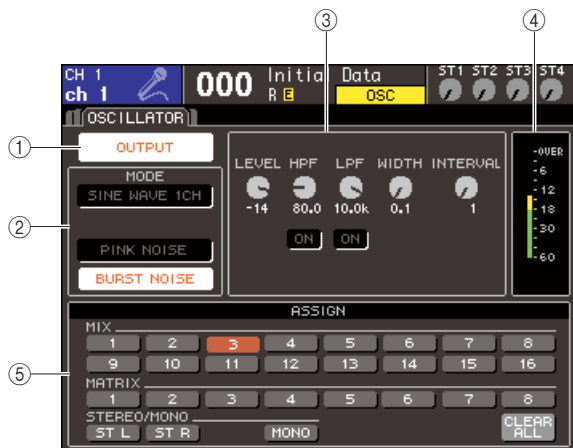 ③ ④
CH 1
ch 1
000
Initial Data
R E
OSC
ST1 ST2 ST3 ST4
OSCILLATOR
①
OUTPUT
②
MODE
SINE WAVE 1CH
PINK NOISE
BURST NOISE
LEVEL HPF LPF WIDTH INTERVAL
-14 80.0 10.0k 0.1 1
ON ON
-OVER
-6
-12
-18
-30
-60
ASSIGN
⑤
MIX
1 2 3 4 5 6 7 8
9 10 11 12 13 14 15 16
MATRIX
1 2 3 4 5 6 7 8
STEREO/MONO
ST L ST R MONO
CLEAR
ALL